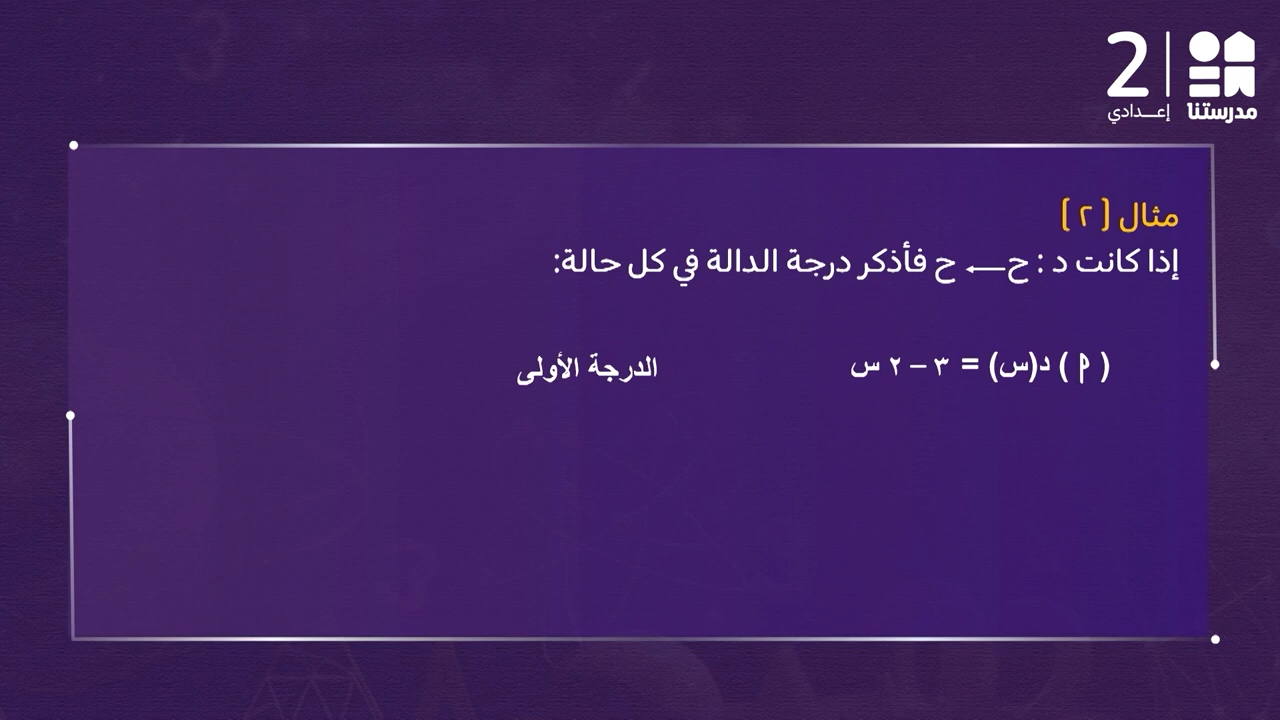 مدرستنا
2
إعـدادي
مثال [ ٢ ]
إذا كانت د : ح ← ح فأذكر درجة الدالة في كل حالة:
( ‎𞸀‎ ) د(س) = ٣ – ٢ س
الدرجة الأولى